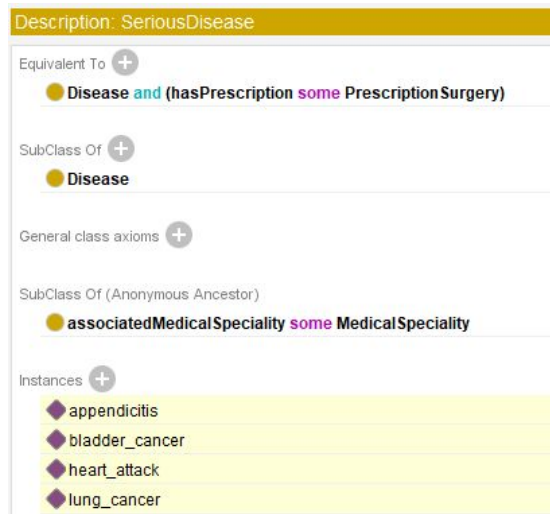 Description: SeriousDisease
Equivalent To
Disease and (hasPrescription some PrescriptionSurgery)
SubClass Of
Disease
General class axioms
SubClass Of (Anonymous Ancestor)
associatedMedicalSpeciality some MedicalSpeciality
Instances
appendicitis
bladder_cancer
heart_attack
lung_cancer